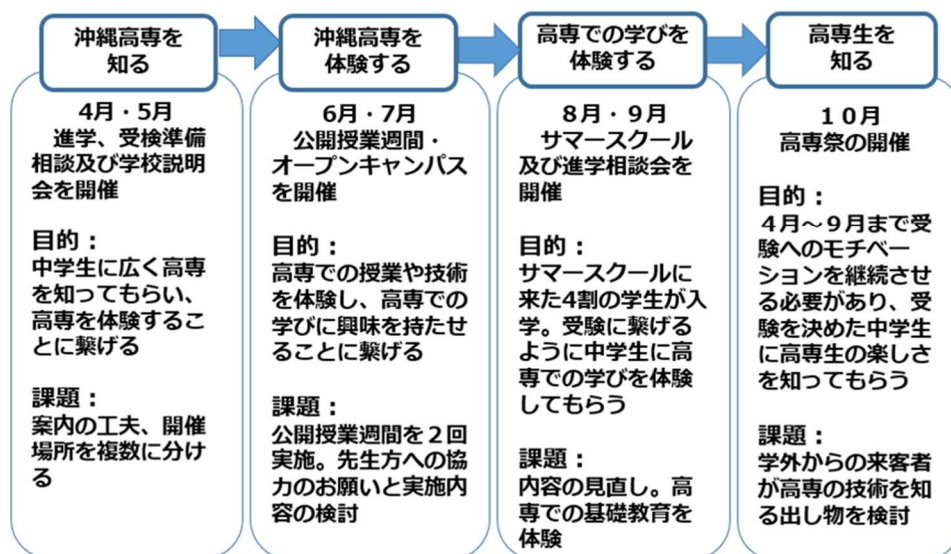 沖縄高専を
知る
4月・5月
進学、受検準備
相談及び学校説明
会を開催
目的：
中学生に広く高専
を知ってもらい、
高専を体験するこ
とに繋げる
課題：
案内の工夫、開催
場所を複数に分け
る
沖縄高専を
体験する
6月・7月
公開授業週間・
オープンキャンパス
を開催
目的：
高専での授業や技術
を体験し、高専での
学びに興味を持たせ
ることに繋げる
課題：
公開授業週間を２回
実施。先生方への協
力のお願いと実施内
容の検討
高専での学びを
体験する
8月・9月
サマースクール
及び進学相談会を
開催
目的：
サマースクールに
来た4割の学生が入
学。受験に繋げる
ように中学生に高
専での学びを体験
してもらう
課題：
内容の見直し。高
専での基礎教育を
体験
高専生を
知る
１０月
高専祭の開催
目的：
４月～９月まで受
験へのモチベー
ションを継続させ
る必要があり、受
験を決めた中学生
に高専生の楽しさ
を知ってもらう
課題：
学外からの来客者
が高専の技術を知
る出し物を検討